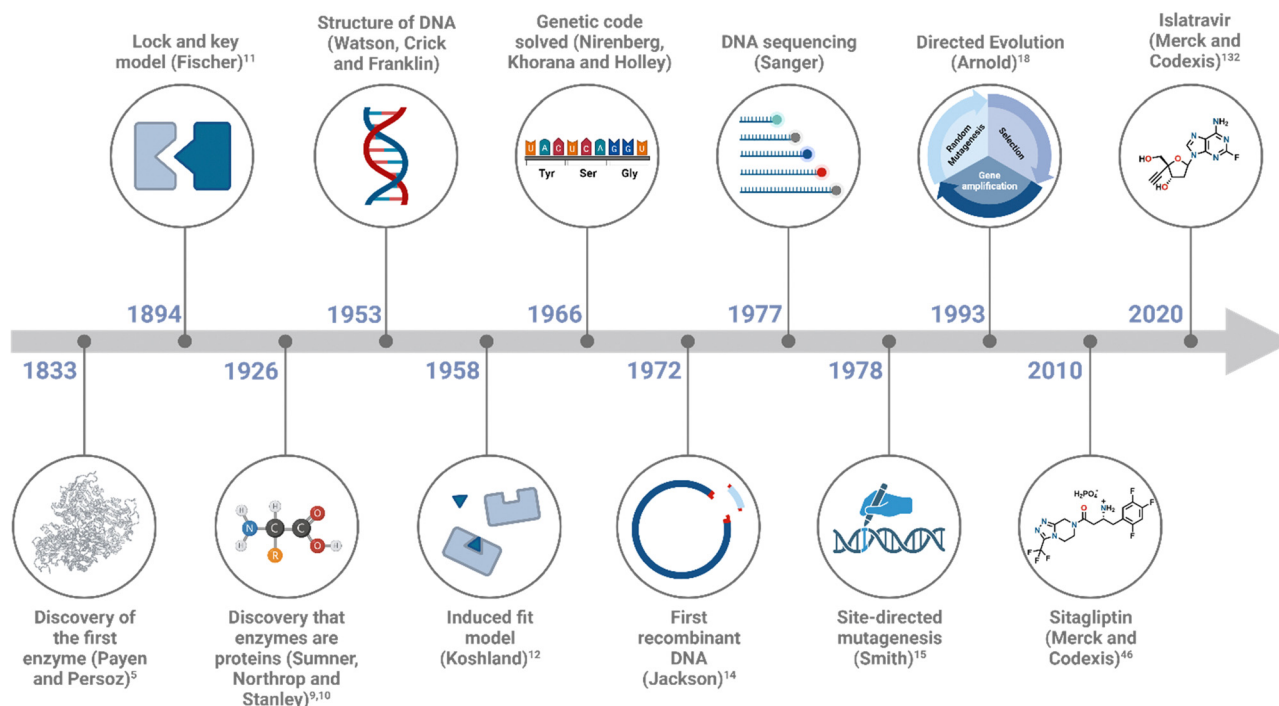 Lock and key
model (Fischer)¹¹
Structure of DNA
(Watson, Crick
and Franklin)
Genetic code
solved (Nirenberg,
Khorana and Holley)
DNA sequencing
(Sanger)
Directed Evolution
(Arnold)¹⁸
Islatravir
(Merck and
Codexis)¹³²
U A C U C A G G U
Tyr Ser Gly
Random
Mutagenesis
Selection
Gene
amplification
NH₂
N
N
N
N
F
HO
O
HO
1894
1953
1966
1977
1993
2020
1833
1926
1958
1972
1978
2010
H
H
N
H
C
R
C
O
O
H
H₂PO₄⁻
O
+
NH₂
F
F
F
N
N
N
N
F
F
F
Discovery of
the first
enzyme (Payen
and Persoz)⁵
Discovery that
enzymes are
proteins (Sumner,
Northrop and
Stanley)⁹,¹⁰
Induced fit
model
(Koshland)¹²
First
recombinant
DNA
(Jackson)¹⁴
Site-directed
mutagenesis
(Smith)¹⁵
Sitagliptin
(Merck and
Codexis)⁴⁶